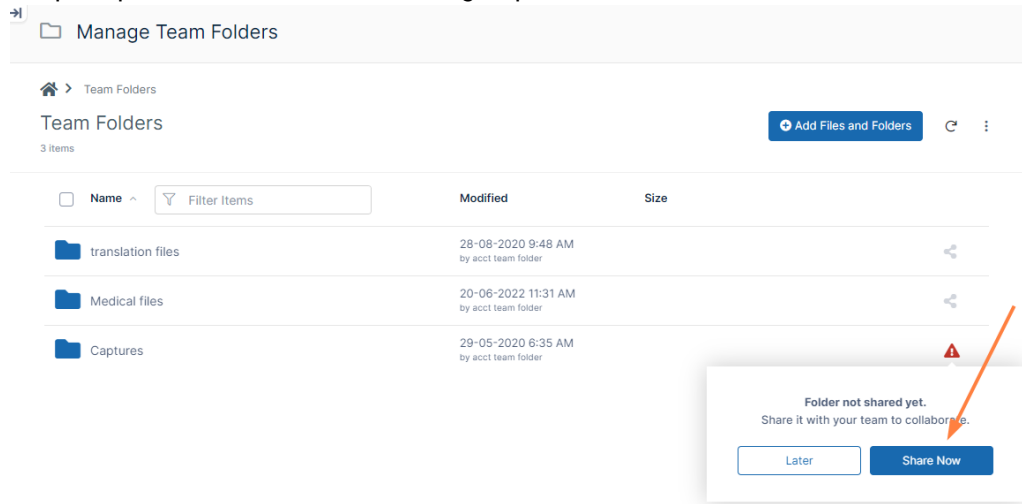 Manage Team Folders
Team Folders
Team Folders
3 items
Add Files and Folders
Name
Filter Items
Modified
Size
translation files
28-08-2020 9:48 AM
by acct team folder
Medical files
20-06-2022 11:31 AM
by acct team folder
Captures
29-05-2020 6:35 AM
by acct team folder
Folder not shared yet.
Share it with your team to collaborate.
Later
Share Now